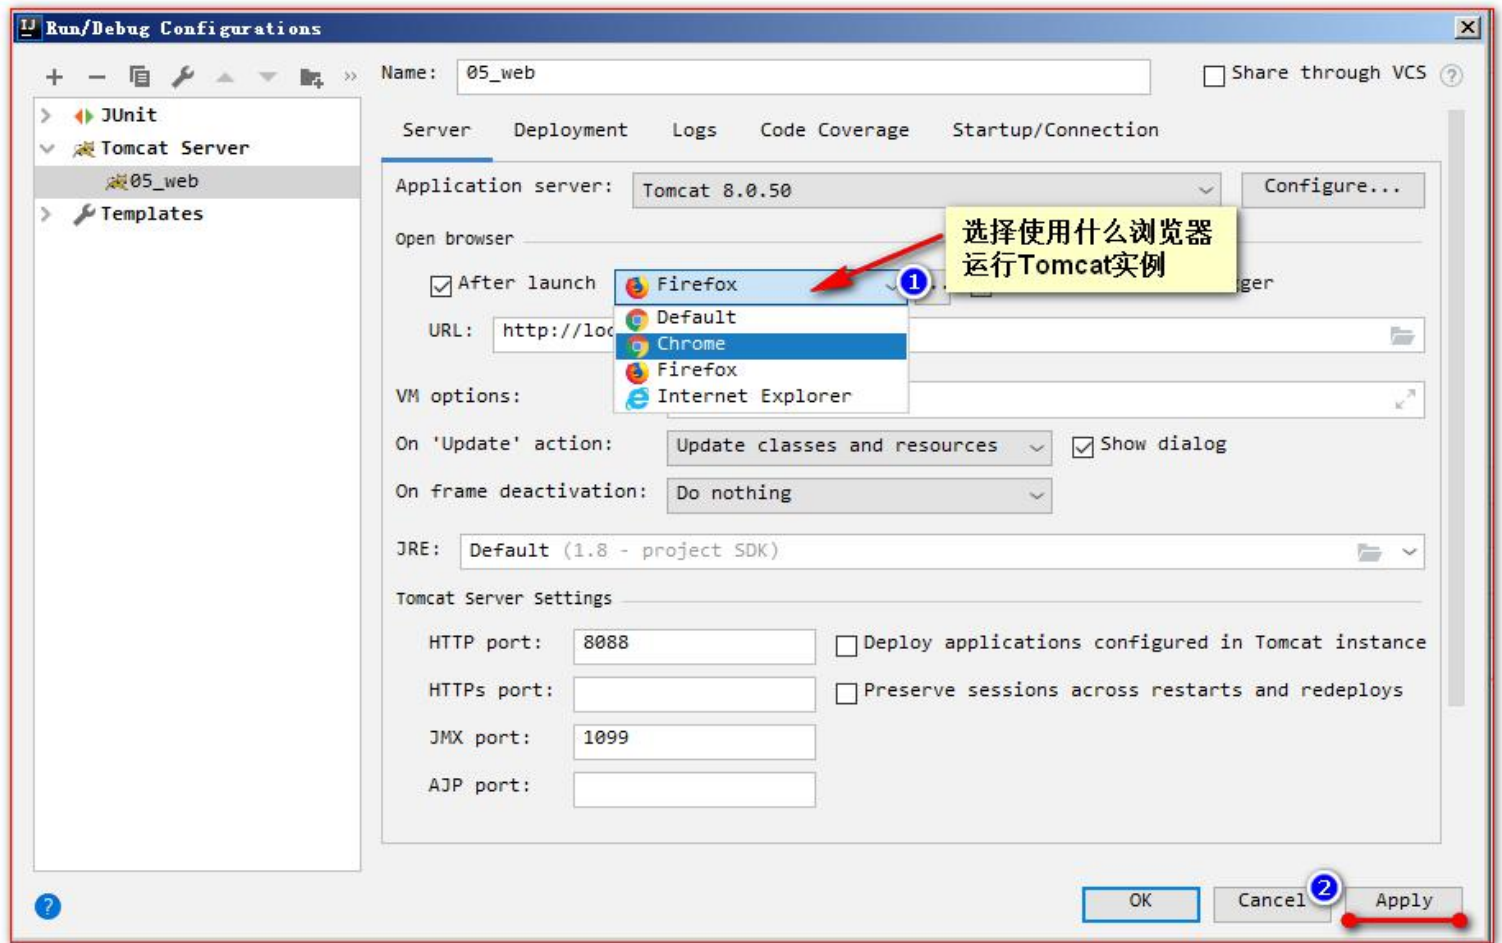 Run/Debug Configurations
Name: 05_web
Share through VCS
JUnit
Tomcat Server
05_web
Templates
Server Deployment Logs Code Coverage Startup/Connection
Application server: Tomcat 8.0.50 Configure...
选择使用什么浏览器
运行Tomcat实例
Open browser
After launch Firefox 1
Default
URL: http://
Chrome
Firefox
Internet Explorer
VM options:
On 'Update' action: Update classes and resources Show dialog
On frame deactivation: Do nothing
JRE: Default (1.8 - project SDK)
Tomcat Server Settings
HTTP port: 8088 Deploy applications configured in Tomcat instance
HTTPs port: Preserve sessions across restarts and redeploys
JMX port: 1099
AJP port:
OK Cancel 2 Apply